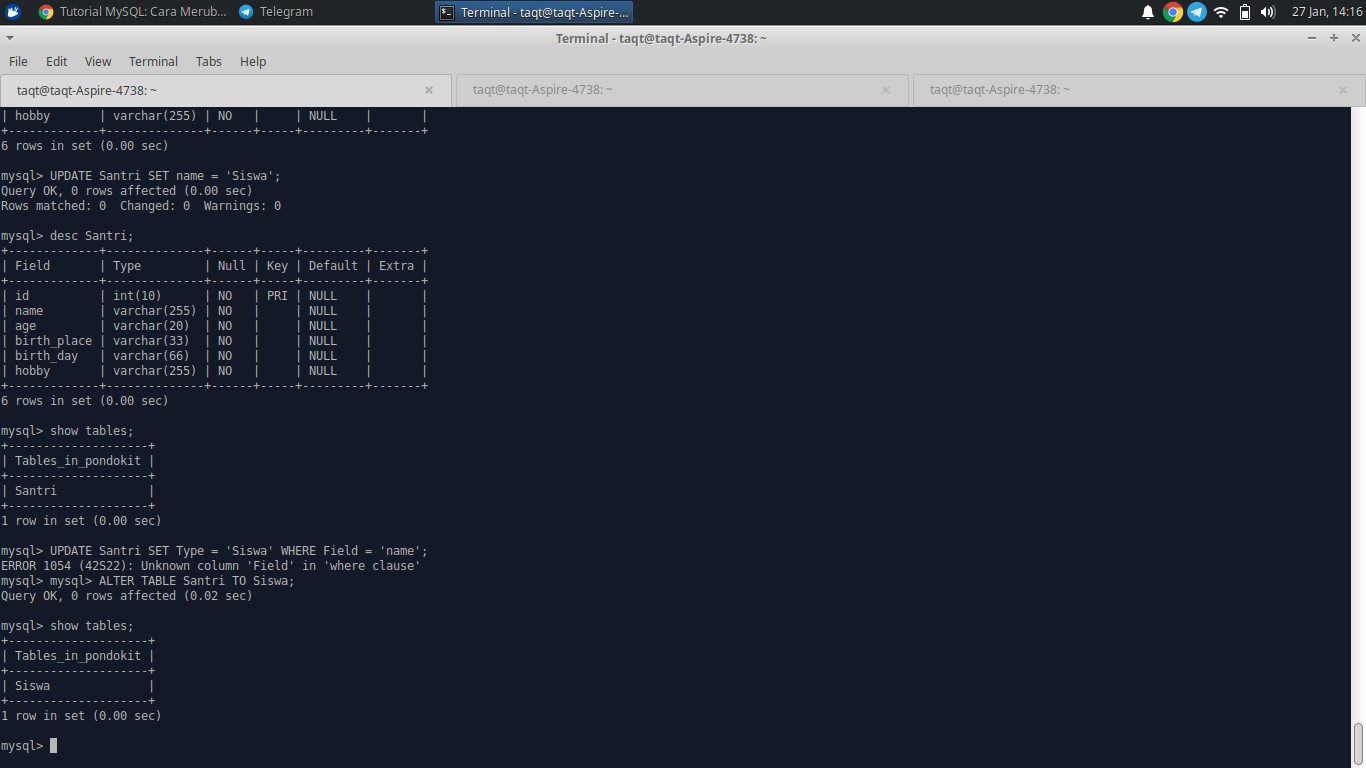 Tutorial MySQL: Cara Merub... Telegram Terminal - taqt@taqt-Aspire-... 27 Jan, 14:16
Terminal - taqt@taqt-Aspire-4738: ~
File Edit View Terminal Tabs Help
taqt@taqt-Aspire-4738: ~ taqt@taqt-Aspire-4738: ~ taqt@taqt-Aspire-4738: ~
| hobby       | varchar(255) | NO   |     | NULL    |       |
+-------------+--------------+------+-----+---------+-------+
6 rows in set (0.00 sec)
mysql> UPDATE Santri SET name = 'Siswa';
Query OK, 0 rows affected (0.00 sec)
Rows matched: 0  Changed: 0  Warnings: 0
mysql> desc Santri;
+-------------+--------------+------+-----+---------+-------+
| Field       | Type         | Null | Key | Default | Extra |
+-------------+--------------+------+-----+---------+-------+
| id          | int(10)      | NO   | PRI | NULL    |       |
| name        | varchar(255) | NO   |     | NULL    |       |
| age         | varchar(20)  | NO   |     | NULL    |       |
| birth_place | varchar(33)  | NO   |     | NULL    |       |
| birth_day   | varchar(66)  | NO   |     | NULL    |       |
| hobby       | varchar(255) | NO   |     | NULL    |       |
+-------------+--------------+------+-----+---------+-------+
6 rows in set (0.00 sec)
mysql> show tables;
+--------------------+
| Tables_in_pondokit |
+--------------------+
| Santri             |
+--------------------+
1 row in set (0.00 sec)
mysql> UPDATE Santri SET Type = 'Siswa' WHERE Field = 'name';
ERROR 1054 (42S22): Unknown column 'Field' in 'where clause'
mysql> mysql> ALTER TABLE Santri TO Siswa;
Query OK, 0 rows affected (0.02 sec)
mysql> show tables;
+--------------------+
| Tables_in_pondokit |
+--------------------+
| Siswa              |
+--------------------+
1 row in set (0.00 sec)
mysql>